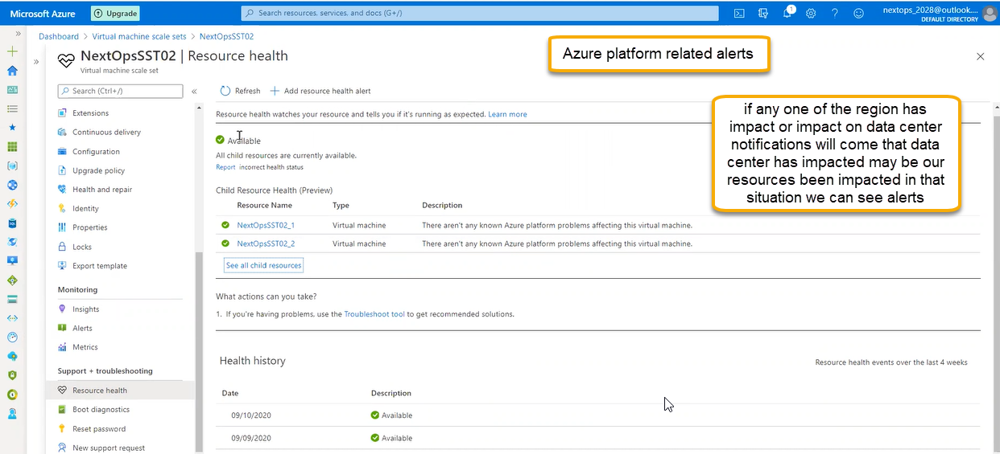 Microsoft Azure
Upgrade
Search resources, services, and docs (G+/)
1
nextops_2028@outlook....
DEFAULT DIRECTORY
Dashboard > Virtual machine scale sets > NextOpsSST02
NextOpsSST02 | Resource health
Virtual machine scale set
Azure platform related alerts
Search (Ctrl+/)
Extensions
Continuous delivery
Configuration
Upgrade policy
Health and repair
Identity
Properties
Locks
Export template
Monitoring
Insights
Alerts
Metrics
Support + troubleshooting
Resource health
Boot diagnostics
Reset password
New support request
Refresh
Add resource health alert
Resource health watches your resource and tells you if it's running as expected. Learn more
Available
All child resources are currently available.
Report incorrect health status
if any one of the region has
impact or impact on data center
notifications will come that data
center has impacted may be our
resources been impacted in that
situation we can see alerts
Child Resource Health (Preview)
Resource Name Type Description
NextOpsSST02_1 Virtual machine There aren't any known Azure platform problems affecting this virtual machine.
NextOpsSST02_2 Virtual machine There aren't any known Azure platform problems affecting this virtual machine.
See all child resources
What actions can you take?
1. If you're having problems, use the Troubleshoot tool to get recommended solutions.
Health history
Resource health events over the last 4 weeks
Date Description
09/10/2020 Available
09/09/2020 Available